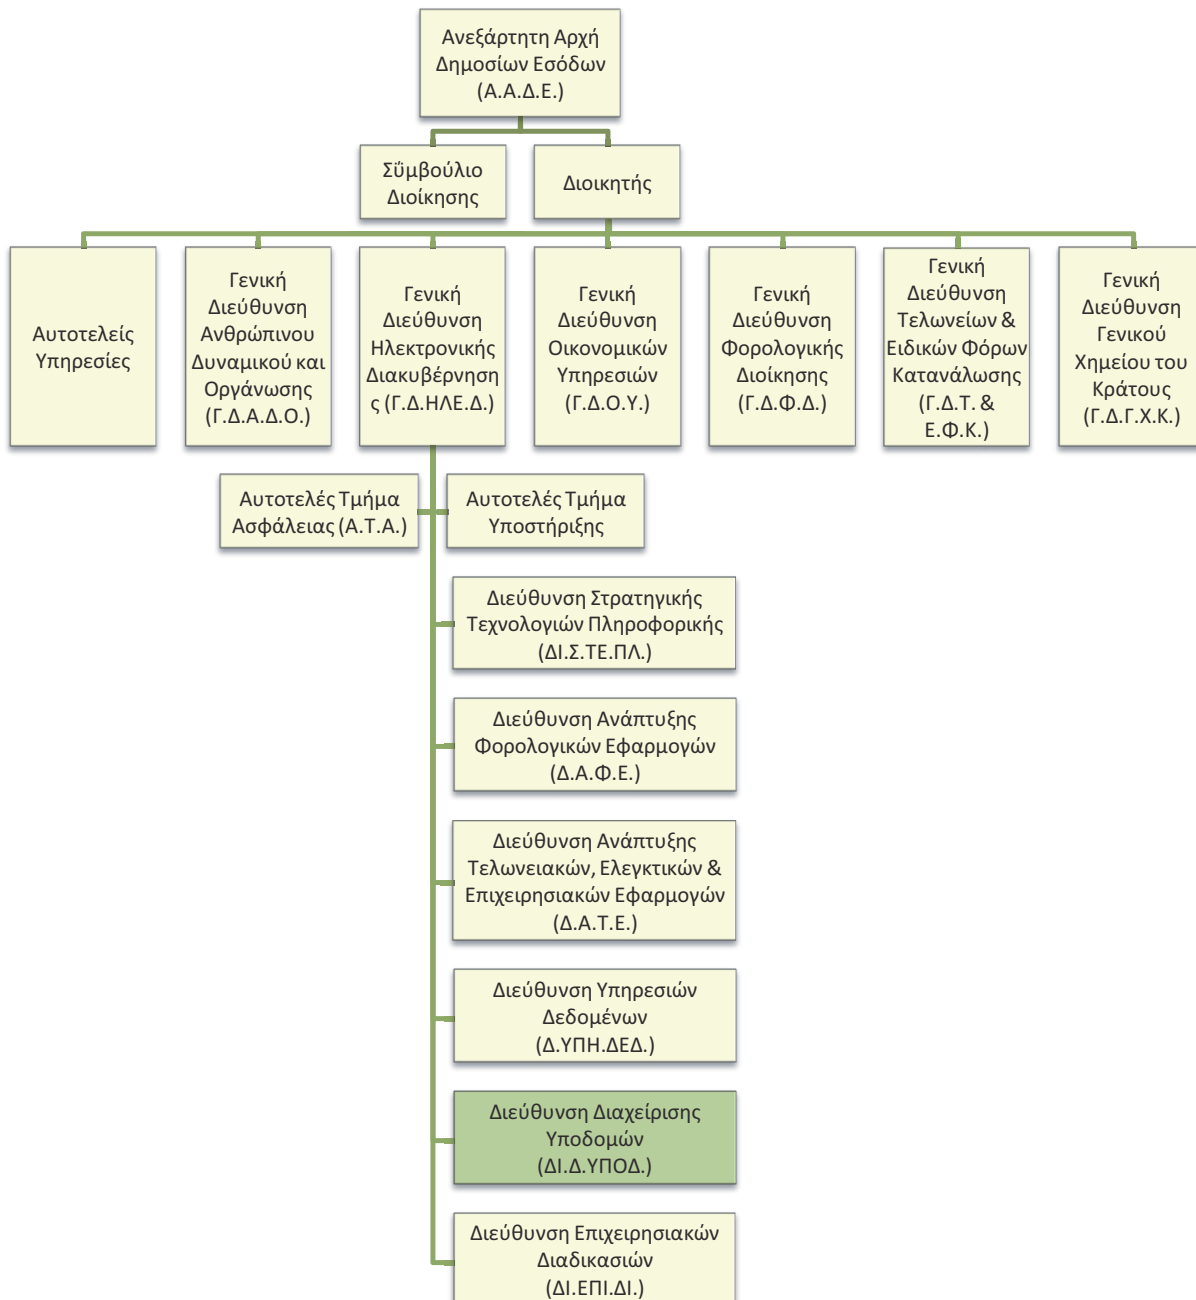 Ανεξάρτητη Αρχή
Δημοσίων Εσόδων
(Α.Α.Δ.Ε.)
Σΰμβούλιο
Διοίκησης
Διοικητής
Αυτοτελείς
Υπηρεσίες
Γενική
Διεύθυνση
Ανθρώπινου
Δυναμικού και
Οργάνωσης
(Γ.Δ.Α.Δ.Ο.)
Γενική
Διεύθυνση
Ηλεκτρονικής
Διακυβέρνηση
ς (Γ.Δ.ΗΛΕ.Δ.)
Γενική
Διεύθυνση
Οικονομικών
Υπηρεσιών
(Γ.Δ.Ο.Υ.)
Γενική
Διεύθυνση
Φορολογικής
Διοίκησης
(Γ.Δ.Φ.Δ.)
Γενική
Διεύθυνση
Τελωνείων &
Ειδικών Φόρων
Κατανάλωσης
(Γ.Δ.Τ. &
Ε.Φ.Κ.)
Γενική
Διεύθυνση
Γενικού
Χημείου του
Κράτους
(Γ.Δ.Γ.Χ.Κ.)
Αυτοτελές Τμήμα
Ασφάλειας (Α.Τ.Α.)
Αυτοτελές Τμήμα
Υποστήριξης
Διεύθυνση Στρατηγικής
Τεχνολογιών Πληροφορικής
(ΔΙ.Σ.ΤΕ.ΠΛ.)
Διεύθυνση Ανάπτυξης
Φορολογικών Εφαρμογών
(Δ.Α.Φ.Ε.)
Διεύθυνση Ανάπτυξης
Τελωνειακών, Ελεγκτικών &
Επιχειρησιακών Εφαρμογών
(Δ.Α.Τ.Ε.)
Διεύθυνση Υπηρεσιών
Δεδομένων
(Δ.ΥΠΗ.ΔΕΔ.)
Διεύθυνση Διαχείρισης
Υποδομών
(ΔΙ.Δ.ΥΠΟΔ.)
Διεύθυνση Επιχειρησιακών
Διαδικασιών
(ΔΙ.ΕΠΙ.ΔΙ.)